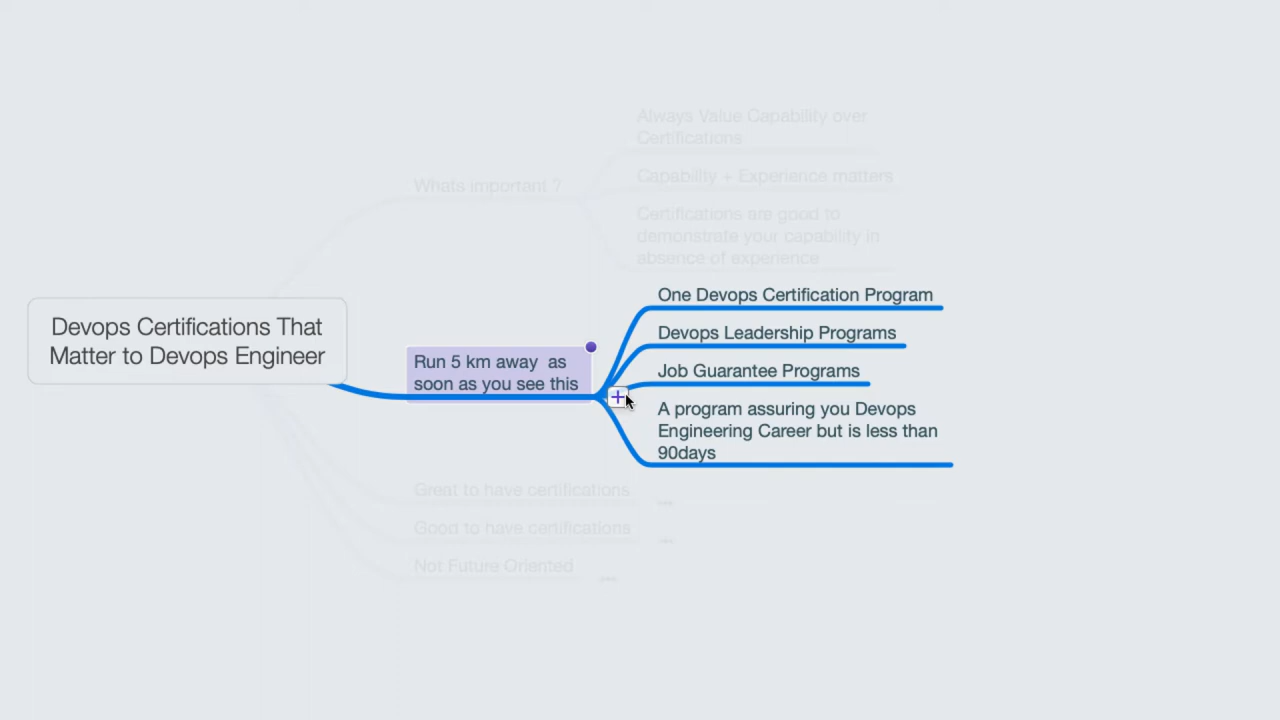 Devops Certifications That
Matter to Devops Engineer
Whats important ?
Always Value Capability over
Certifications
Capability + Experience matters
Certifications are good to
demonstrate your capability in
absence of experience
Run 5 km away  as
soon as you see this
One Devops Certification Program
Devops Leadership Programs
Job Guarantee Programs
A program assuring you Devops
Engineering Career but is less than
90days
Great to have certifications
Good to have certifications
Not Future Oriented